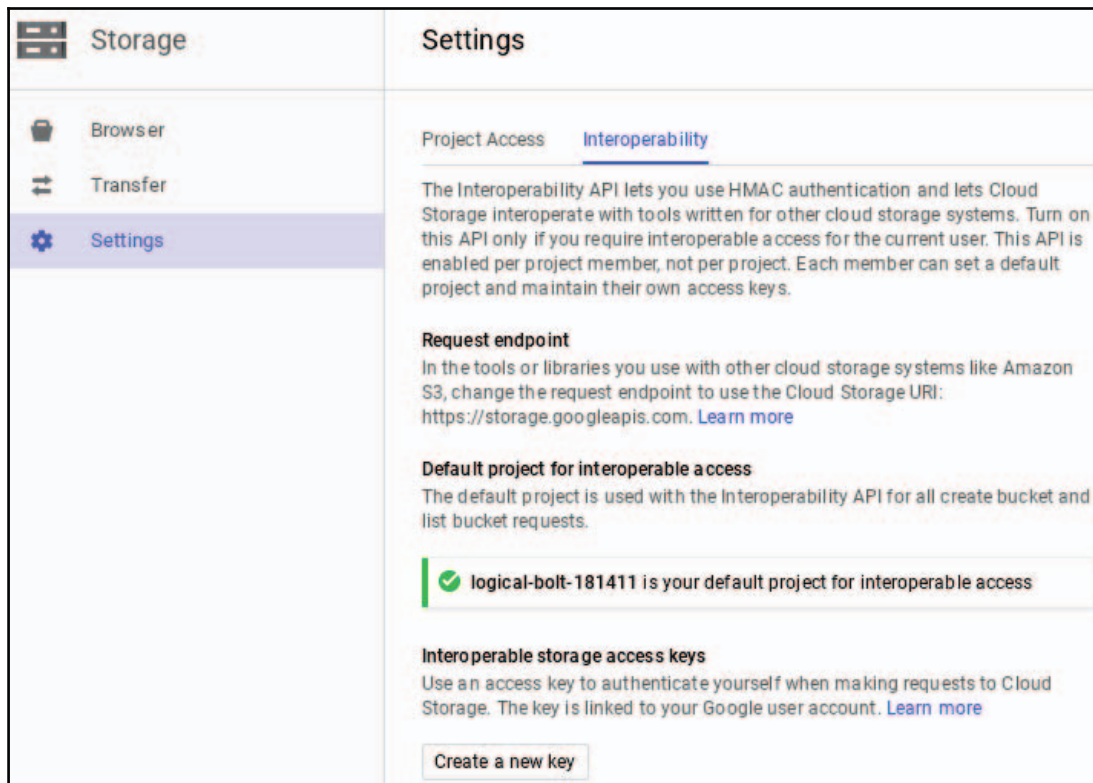 Storage
Settings
Browser
Transfer
Settings
Project Access Interoperability
The Interoperability API lets you use HMAC authentication and lets Cloud
Storage interoperate with tools written for other cloud storage systems. Turn on
this API only if you require interoperable access for the current user. This API is
enabled per project member, not per project. Each member can set a default
project and maintain their own access keys.
Request endpoint
In the tools or libraries you use with other cloud storage systems like Amazon
S3, change the request endpoint to use the Cloud Storage URI:
https://storage.googleapis.com. Learn more
Default project for interoperable access
The default project is used with the Interoperability API for all create bucket and
list bucket requests.
logical-bolt-181411 is your default project for interoperable access
Interoperable storage access keys
Use an access key to authenticate yourself when making requests to Cloud
Storage. The key is linked to your Google user account. Learn more
Create a new key